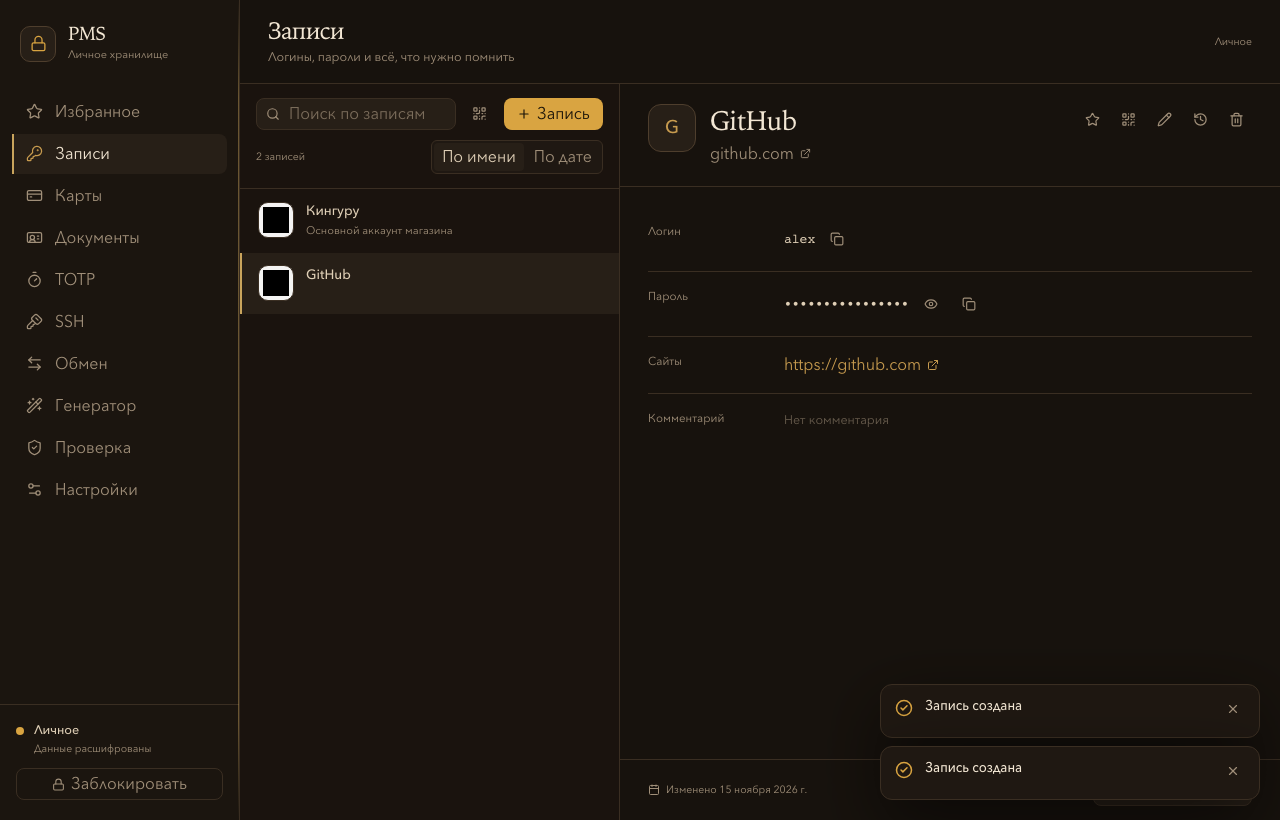 PMS
Личное хранилище
Избранное
Записи
Карты
Документы
TOTP
SSH
Обмен
Генератор
Проверка
Настройки
Личное
Данные расшифрованы
Заблокировать
Записи
Логины, пароли и всё, что нужно помнить
Личное
Поиск по записям
Запись
2 записей
По имени
По дате
Кингуру
Основной аккаунт магазина
GitHub
G
GitHub
github.com
Логин
alex
Пароль
••••••••••••••••
Сайты
https://github.com
Комментарий
Нет комментария
Изменено 15 ноября 2026 г.
Запись создана
Запись создана